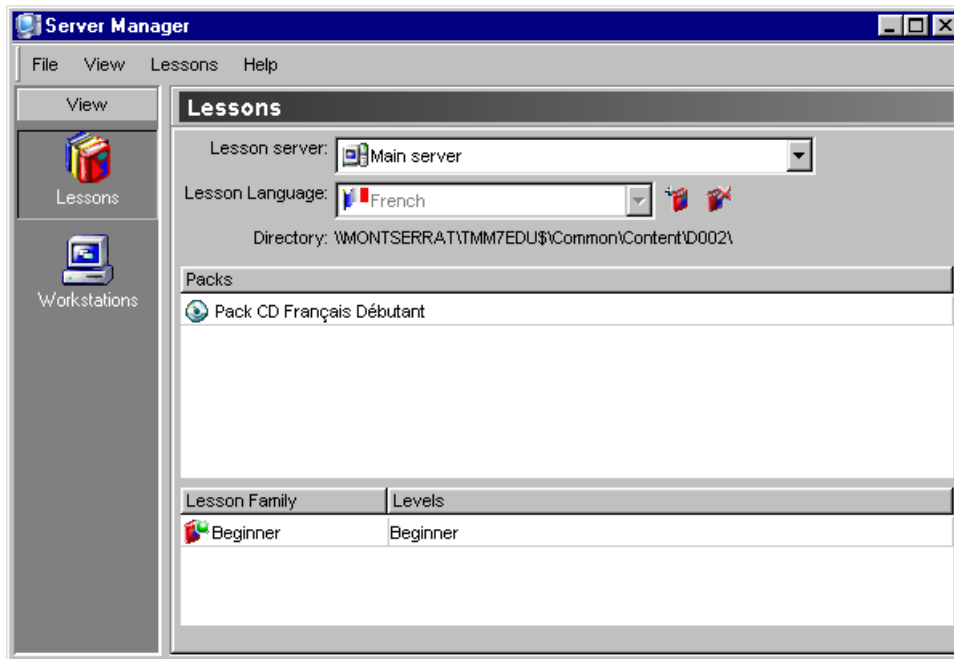 Server Manager
File View Lessons Help
View
Lessons
Workstations
Lessons
Lesson server: Main server
Lesson Language: French
Directory: \\MONTSERRAT\TMM7EDU$\Common\Content\D002\
Packs
Pack CD Français Débutant
Lesson Family Levels
Beginner Beginner